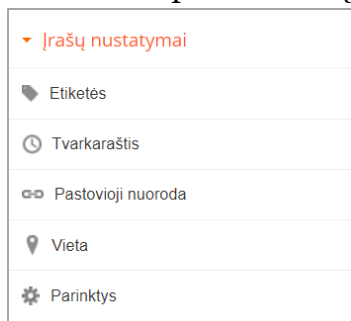 Įrašų nustatymai
Etiketės
Tvarkaraštis
Pastovioji nuoroda
Vieta
Parinktys